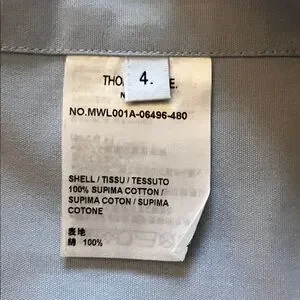 4.
NO.MWL001A-06496-480
SHELL / TISSU / TESSUTO
100% SUPIMA COTTON /
SUPIMA COTON / SUPIMA
COTONE
表地
綿 100%